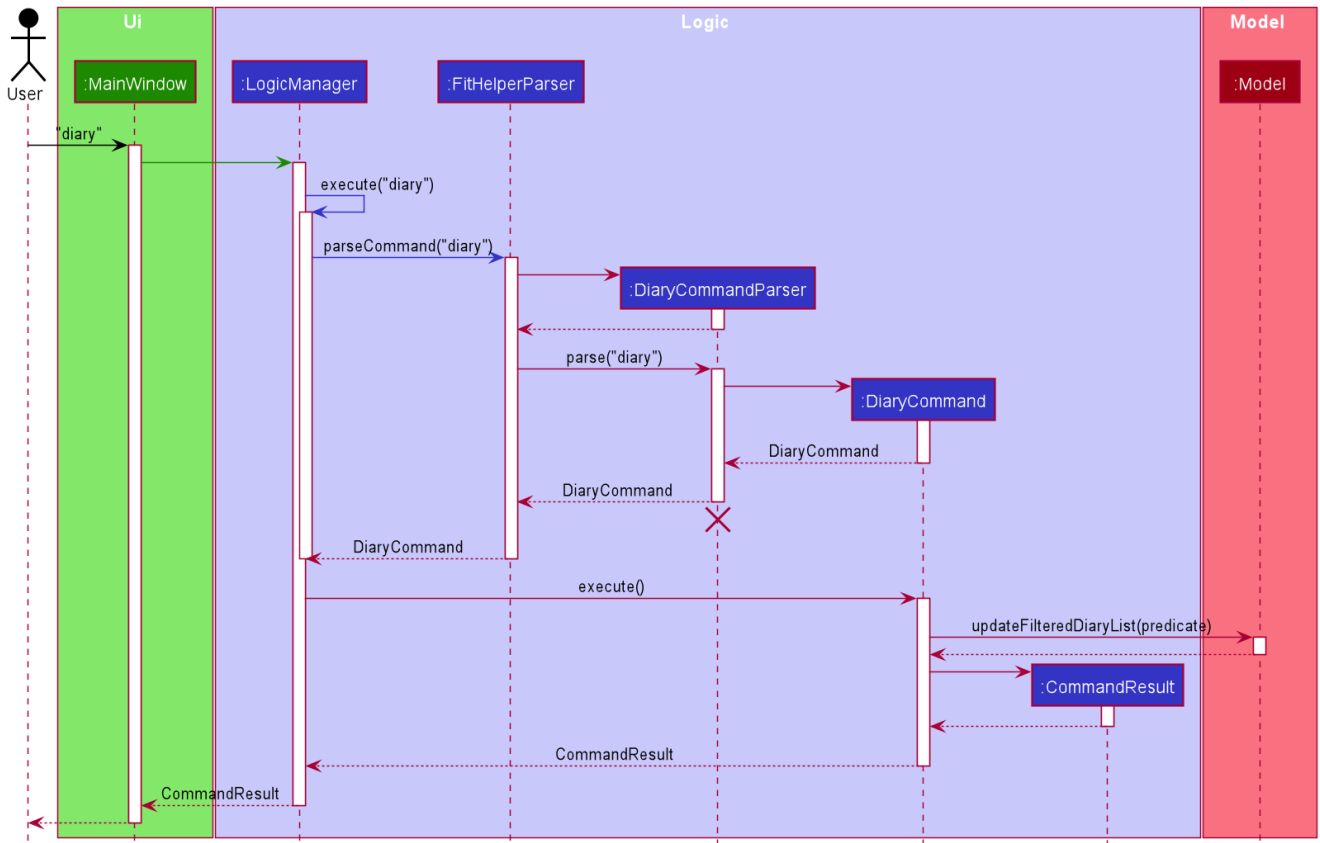 Ui
Logic
Model
User
:MainWindow
:LogicManager
:FitHelperParser
:Model
"diary"
execute("diary")
parseCommand("diary")
:DiaryCommandParser
parse("diary")
:DiaryCommand
DiaryCommand
DiaryCommand
DiaryCommand
execute()
updateFilteredDiaryList(predicate)
:CommandResult
CommandResult
CommandResult